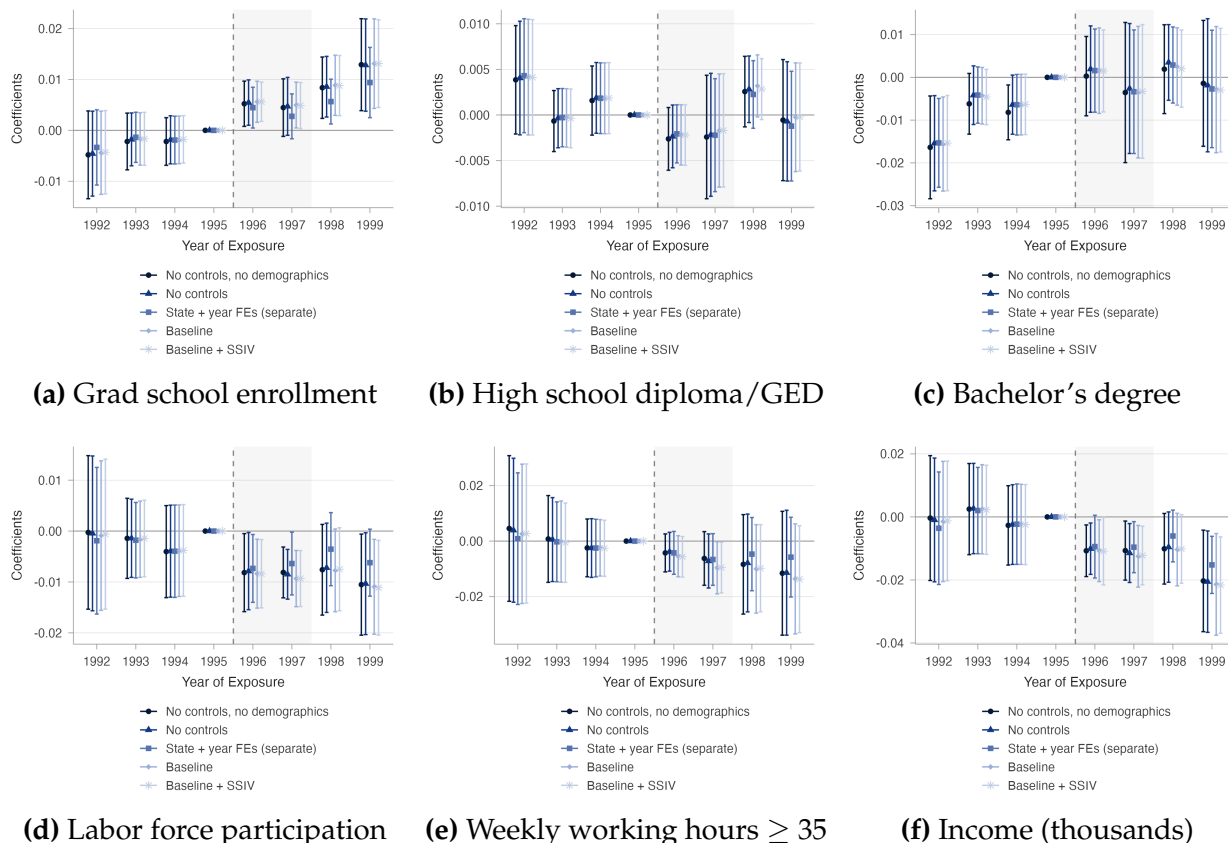 0.02
0.01
0.00
-0.01
Coefficients
1992 1993 1994 1995 1996 1997 1998 1999
Year of Exposure
No controls, no demographics
No controls
State + year FEs (separate)
Baseline
Baseline + SSIV
(a) Grad school enrollment
0.010
0.005
0.000
-0.005
-0.010
Coefficients
1992 1993 1994 1995 1996 1997 1998 1999
Year of Exposure
No controls, no demographics
No controls
State + year FEs (separate)
Baseline
Baseline + SSIV
(b) High school diploma/GED
0.01
0.00
-0.01
-0.02
-0.03
Coefficients
1992 1993 1994 1995 1996 1997 1998 1999
Year of Exposure
No controls, no demographics
No controls
State + year FEs (separate)
Baseline
Baseline + SSIV
(c) Bachelor's degree
0.01
0.00
-0.01
-0.02
Coefficients
1992 1993 1994 1995 1996 1997 1998 1999
Year of Exposure
No controls, no demographics
No controls
State + year FEs (separate)
Baseline
Baseline + SSIV
(d) Labor force participation
0.02
0.00
-0.02
Coefficients
1992 1993 1994 1995 1996 1997 1998 1999
Year of Exposure
No controls, no demographics
No controls
State + year FEs (separate)
Baseline
Baseline + SSIV
(e) Weekly working hours ≥ 35
0.02
0.00
-0.02
-0.04
Coefficients
1992 1993 1994 1995 1996 1997 1998 1999
Year of Exposure
No controls, no demographics
No controls
State + year FEs (separate)
Baseline
Baseline + SSIV
(f) Income (thousands)